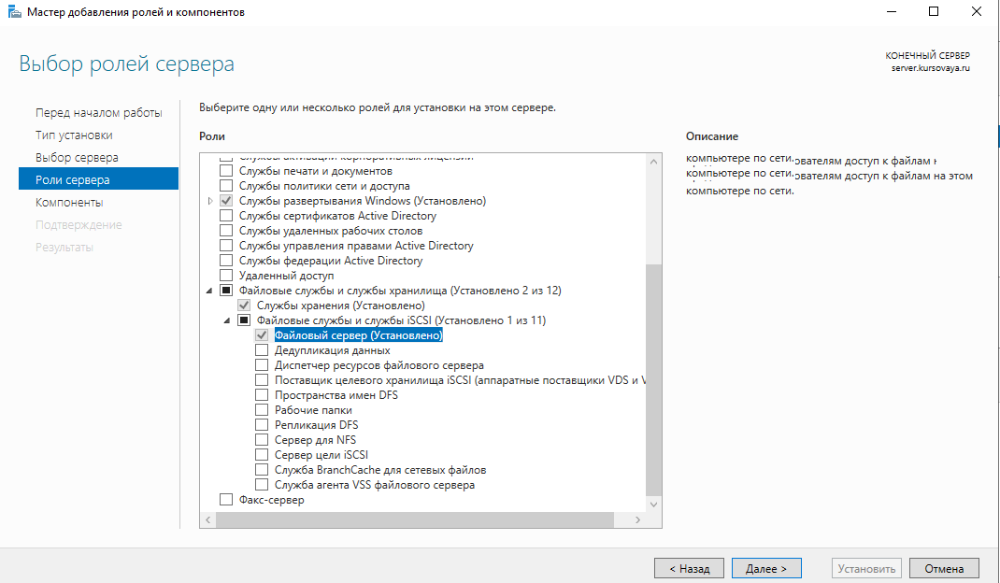 Мастер добавления ролей и компонентов
Выбор ролей сервера
КОНЕЧНЫЙ СЕРВЕР
server.kursovaya.ru
Перед началом работы
Тип установки
Выбор сервера
Роли сервера
Компоненты
Подтверждение
Результаты
Выберите одну или несколько ролей для установки на этом сервере.
Роли
Службы активации корпоративных лицензий
Службы печати и документов
Службы политики сети и доступа
Службы развертывания Windows (Установлено)
Службы сертификатов Active Directory
Службы удаленных рабочих столов
Службы управления правами Active Directory
Службы федерации Active Directory
Удаленный доступ
Файловые службы и службы хранилища (Установлено 2 из 12)
Службы хранения (Установлено)
Файловые службы и службы iSCSI (Установлено 1 из 11)
Файловый сервер (Установлено)
Дедупликация данных
Диспетчер ресурсов файлового сервера
Поставщик целевого хранилища iSCSI (аппаратные поставщики VDS и V
Пространства имен DFS
Рабочие папки
Репликация DFS
Сервер для NFS
Сервер цели iSCSI
Служба BranchCache для сетевых файлов
Служба агента VSS файлового сервера
Факс-сервер
Описание
компьютере по сети. ователям доступ к файлам
компьютере по сети. ователям доступ к файлам на этом
компьютере по сети.
< Назад
Далее >
Установить
Отмена